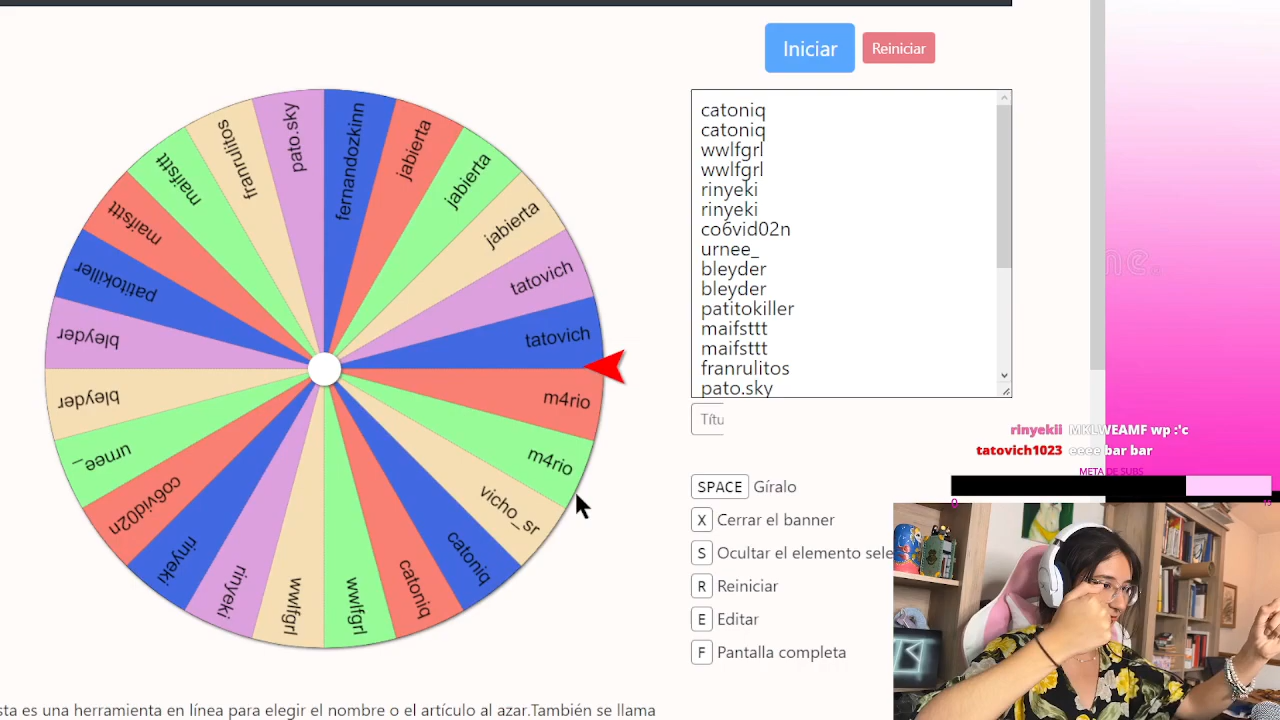 Iniciar
Reiniciar
fernandozkinn
jabierta
jabierta
jabierta
tatovich
tatovich
m4rio
m4rio
vicho_sr
catoniq
catoniq
wwlfgrl
wwlfgrl
rinyeki
rinyeki
co6vid02n
urnee_
bleyder
bleyder
patitokiller
maifsttt
maifsttt
franrulitos
pato.sky
catoniq
catoniq
wwlfgrl
wwlfgrl
rinyeki
rinyeki
co6vid02n
urnee_
bleyder
bleyder
patitokiller
maifsttt
maifsttt
franrulitos
pato.sky
Títu
rinyekii MKLWEAMF wp :'c
tatovich1023 eeee bar bar
META DE SUBS
0
SPACE Gíralo
X Cerrar el banner
S Ocultar el elemento sele
R Reiniciar
E Editar
F Pantalla completa
sta es una herramienta en línea para elegir el nombre o el artículo al azar.También se llama